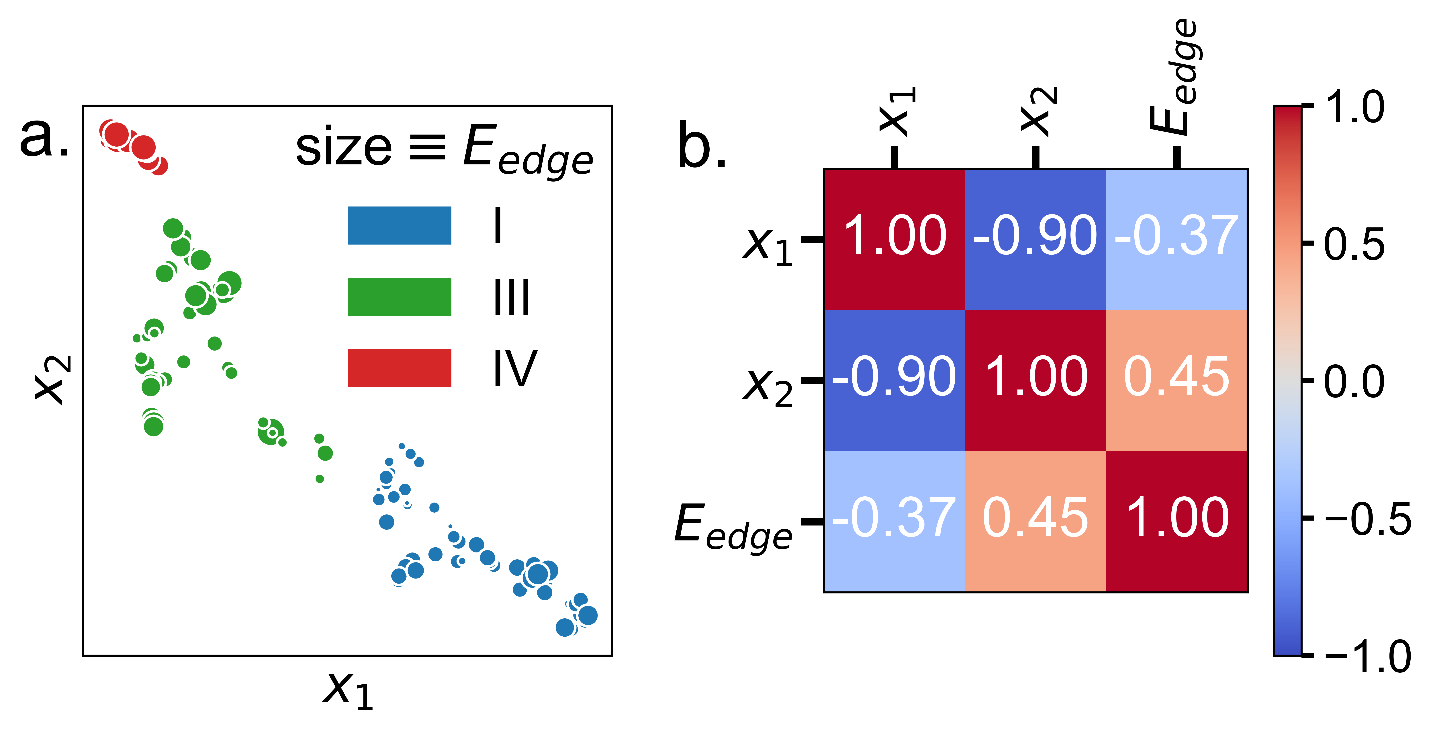 a.
size ≡ E_edge
I
III
IV
x_2
x_1
b.
x_1 x_2 E_edge
x_1 1.00 -0.90 -0.37
x_2 -0.90 1.00 0.45
E_edge -0.37 0.45 1.00
1.0
0.5
0.0
−0.5
−1.0